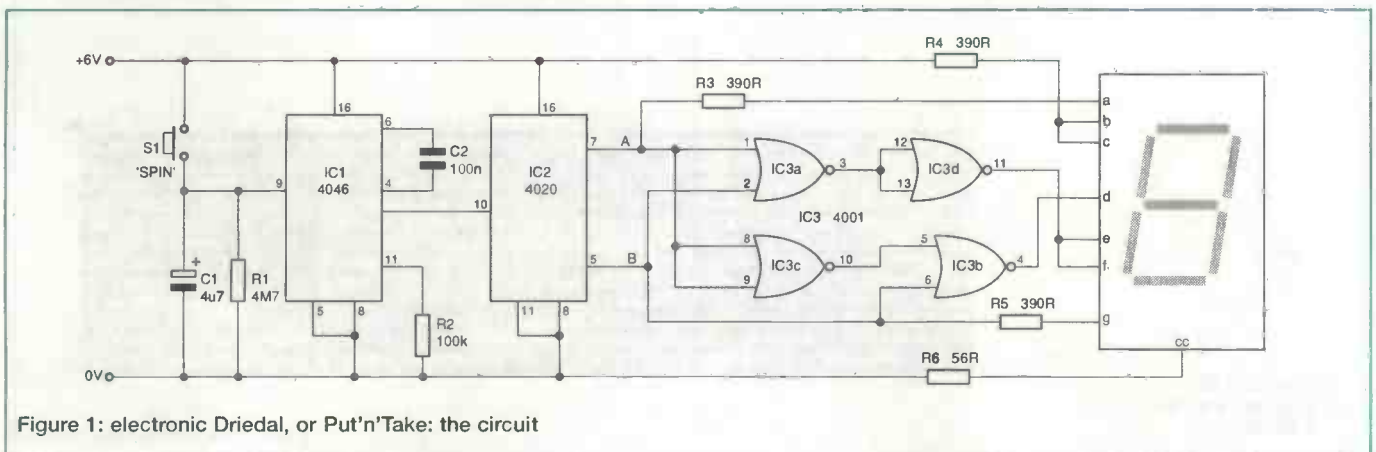 R4 390R
+6V
R3 390R
16
16
a
b
c
6
7
A
1
12
S1
'SPIN'
C2
100n
IC3a
3
IC3d
11
9
IC1
4046
4
IC2
4020
2
13
d
10
IC3 4001
8
5
e
11
5
B
IC3c
10
IC3b
4
f
+
C1
4u7
R1
4M7
9
6
R5 390R
g
5
8
R2
100k
11
8
cc
0V
R6 56R
Figure 1: electronic Driedal, or Put'n'Take: the circuit